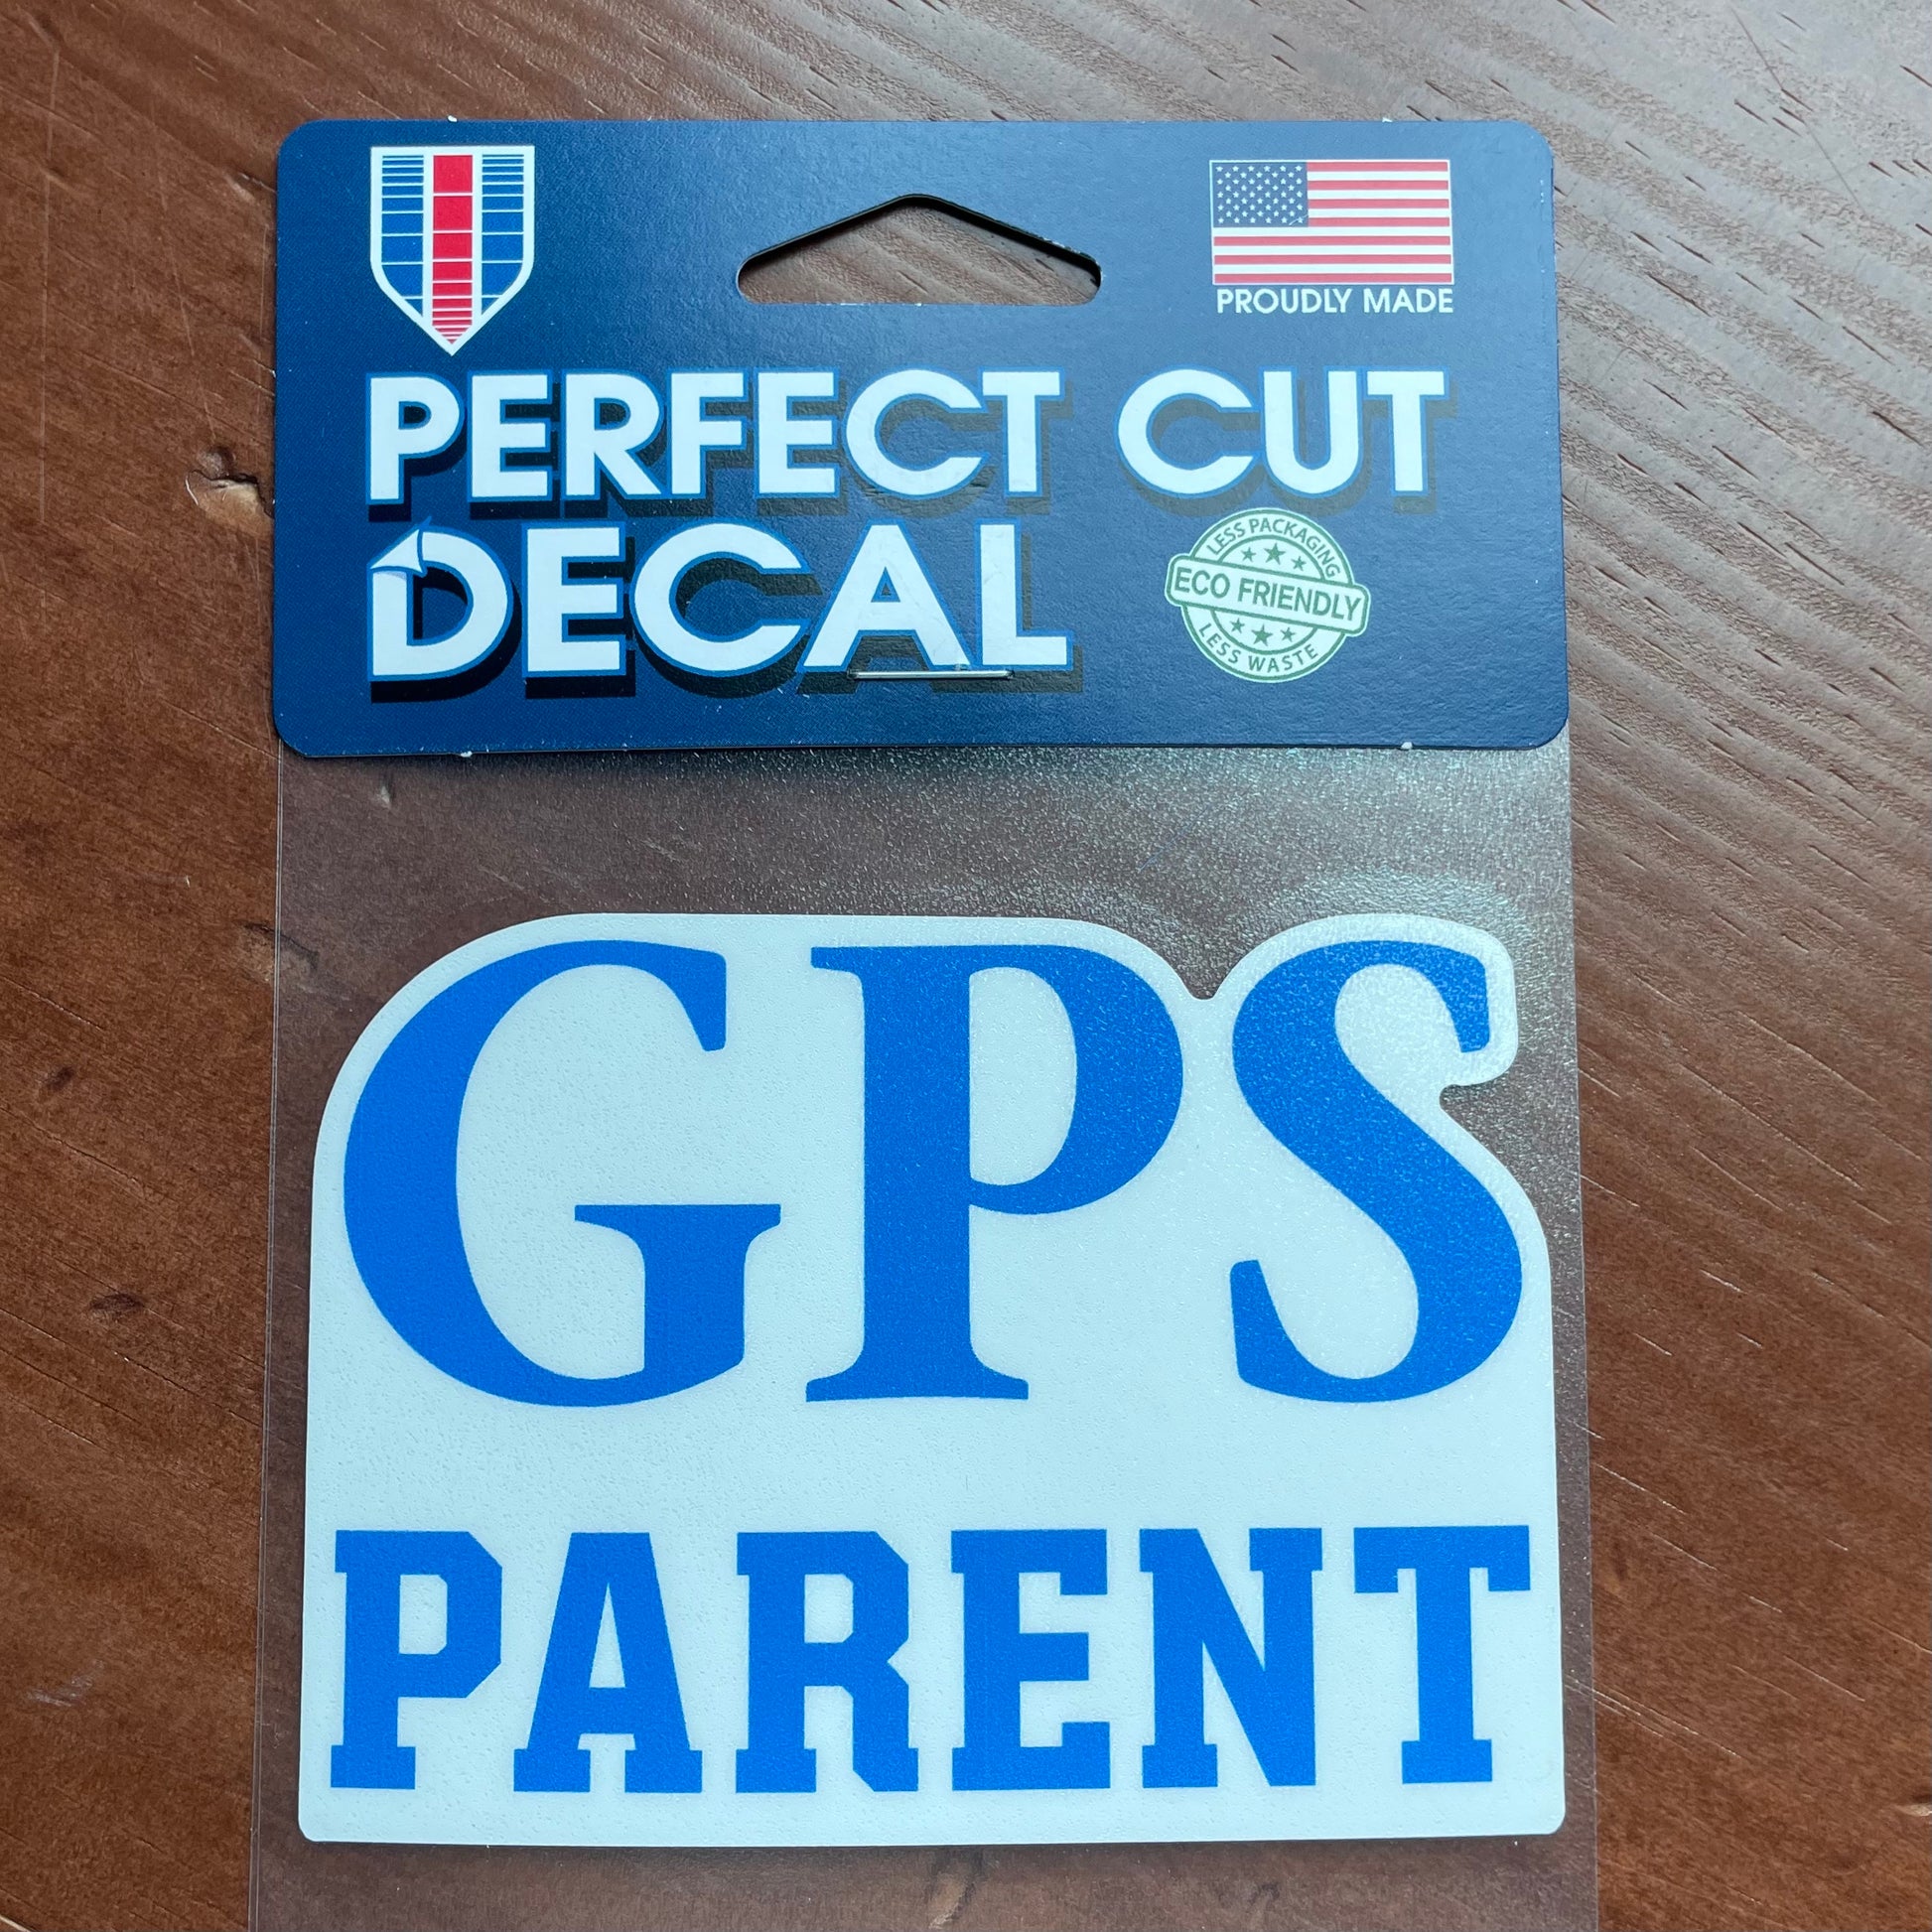 PROUDLY MADE
PERFECT CUT
DECAL
LESS PACKAGING
ECO FRIENDLY
LESS WASTE
GPS
PARENT